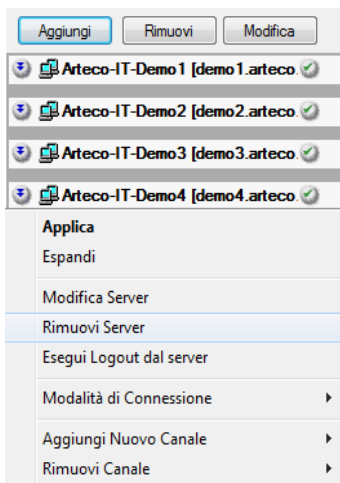 Aggiungi Rimuovi Modifica
Arteco-IT-Demo1 [demo1.arteco.
Arteco-IT-Demo2 [demo2.arteco.
Arteco-IT-Demo3 [demo3.arteco.
Arteco-IT-Demo4 [demo4.arteco.
Applica
Espandi
Modifica Server
Rimuovi Server
Esegui Logout dal server
Modalità di Connessione
Aggiungi Nuovo Canale
Rimuovi Canale